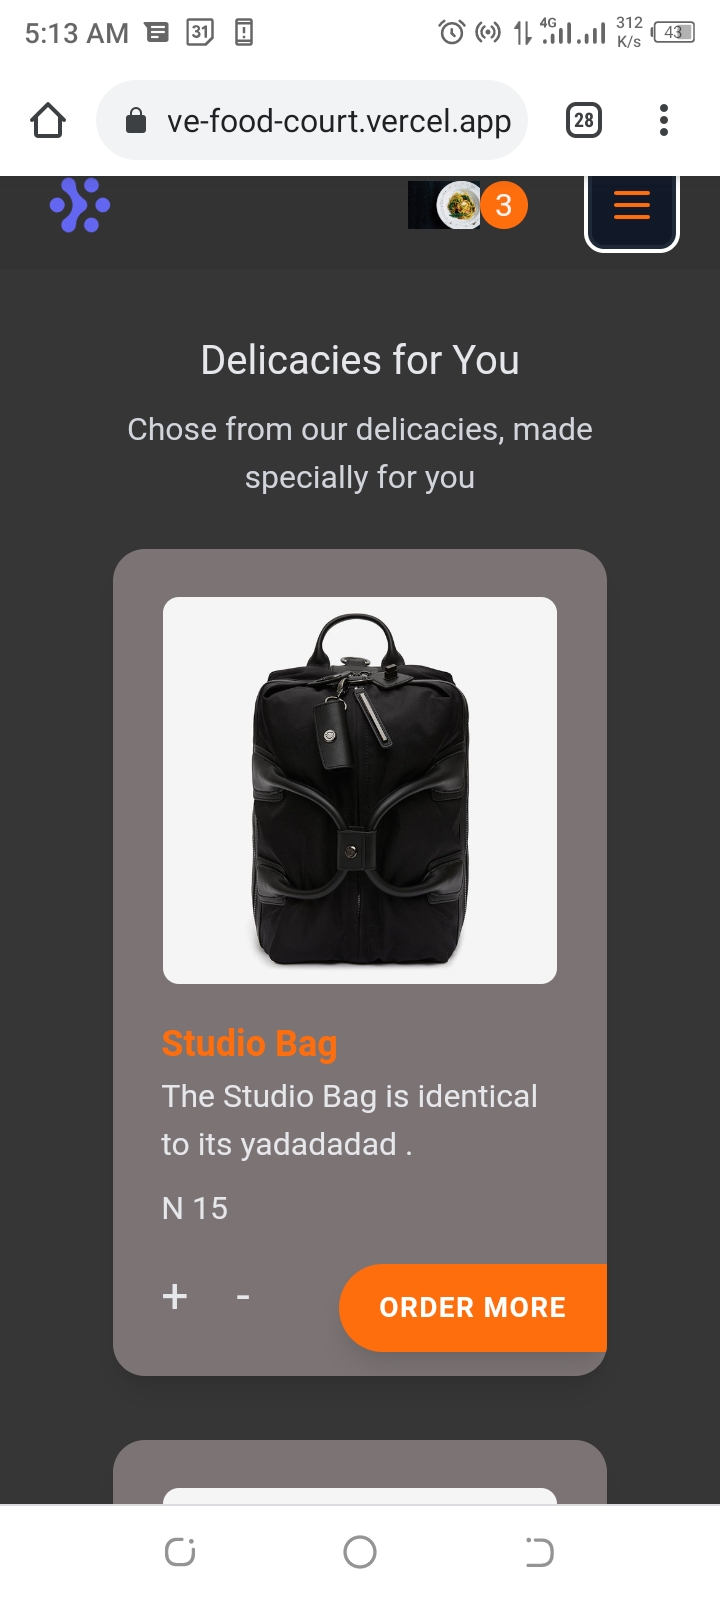 5:13 AM 31 4G 312 K/s 43
ve-food-court.vercel.app 28
3
Delicacies for You
Chose from our delicacies, made
specially for you
Studio Bag
The Studio Bag is identical
to its yadadadad .
N 15
+ - ORDER MORE